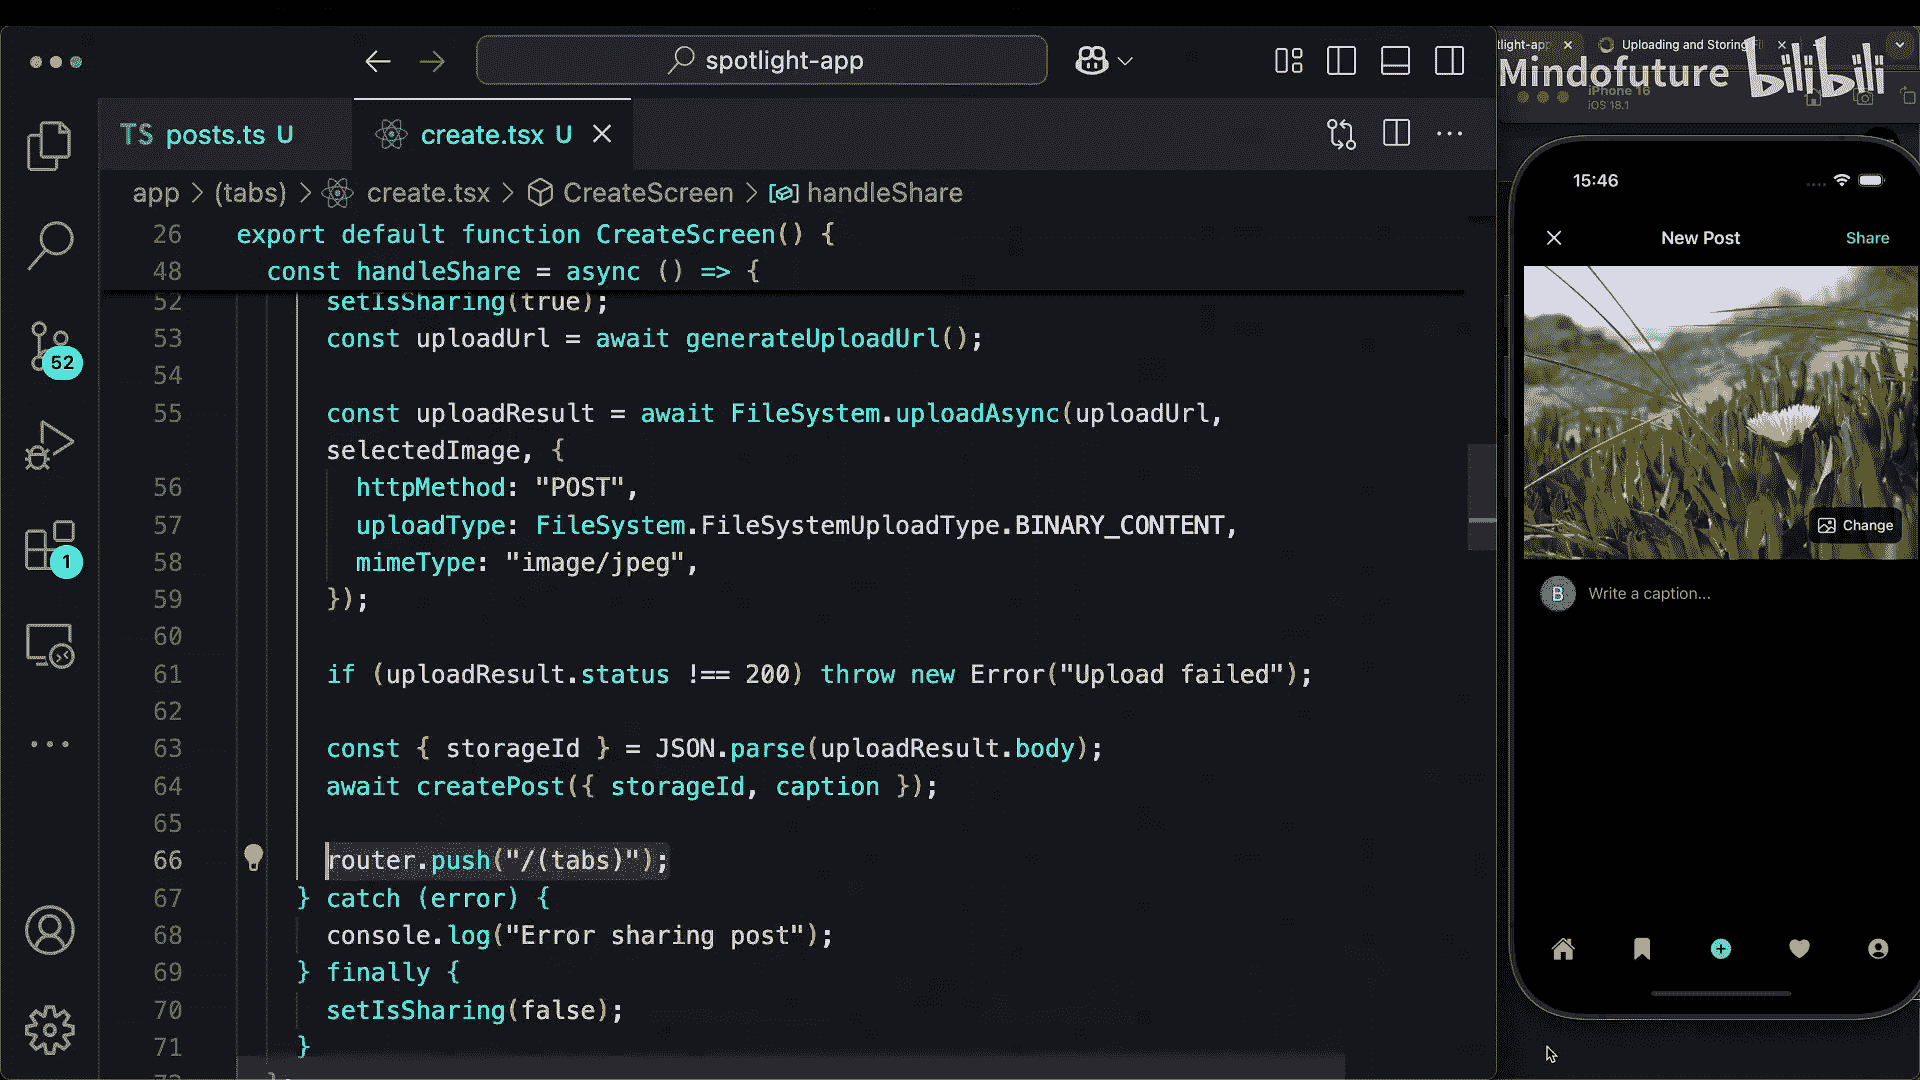 spotlight-app
TS posts.ts U
create.tsx U
app > (tabs) > create.tsx > CreateScreen > handleShare
26 export default function CreateScreen() {
48 const handleShare = async () => {
52 setIsSharing(true);
53 const uploadUrl = await generateUploadUrl();
54
55 const uploadResult = await FileSystem.uploadAsync(uploadUrl,
selectedImage, {
56 httpMethod: "POST",
57 uploadType: FileSystem.FileSystemUploadType.BINARY_CONTENT,
58 mimeType: "image/jpeg",
59 });
60
61 if (uploadResult.status !== 200) throw new Error("Upload failed");
62
63 const { storageId } = JSON.parse(uploadResult.body);
64 await createPost({ storageId, caption });
65
66 router.push("/(tabs)");
67 } catch (error) {
68 console.log("Error sharing post");
69 } finally {
70 setIsSharing(false);
71 }
52
1
Uploading and Storing
Mindofuture bilibili
iPhone 16
iOS 18.1
15:46
New Post
Share
Change
B
Write a caption...